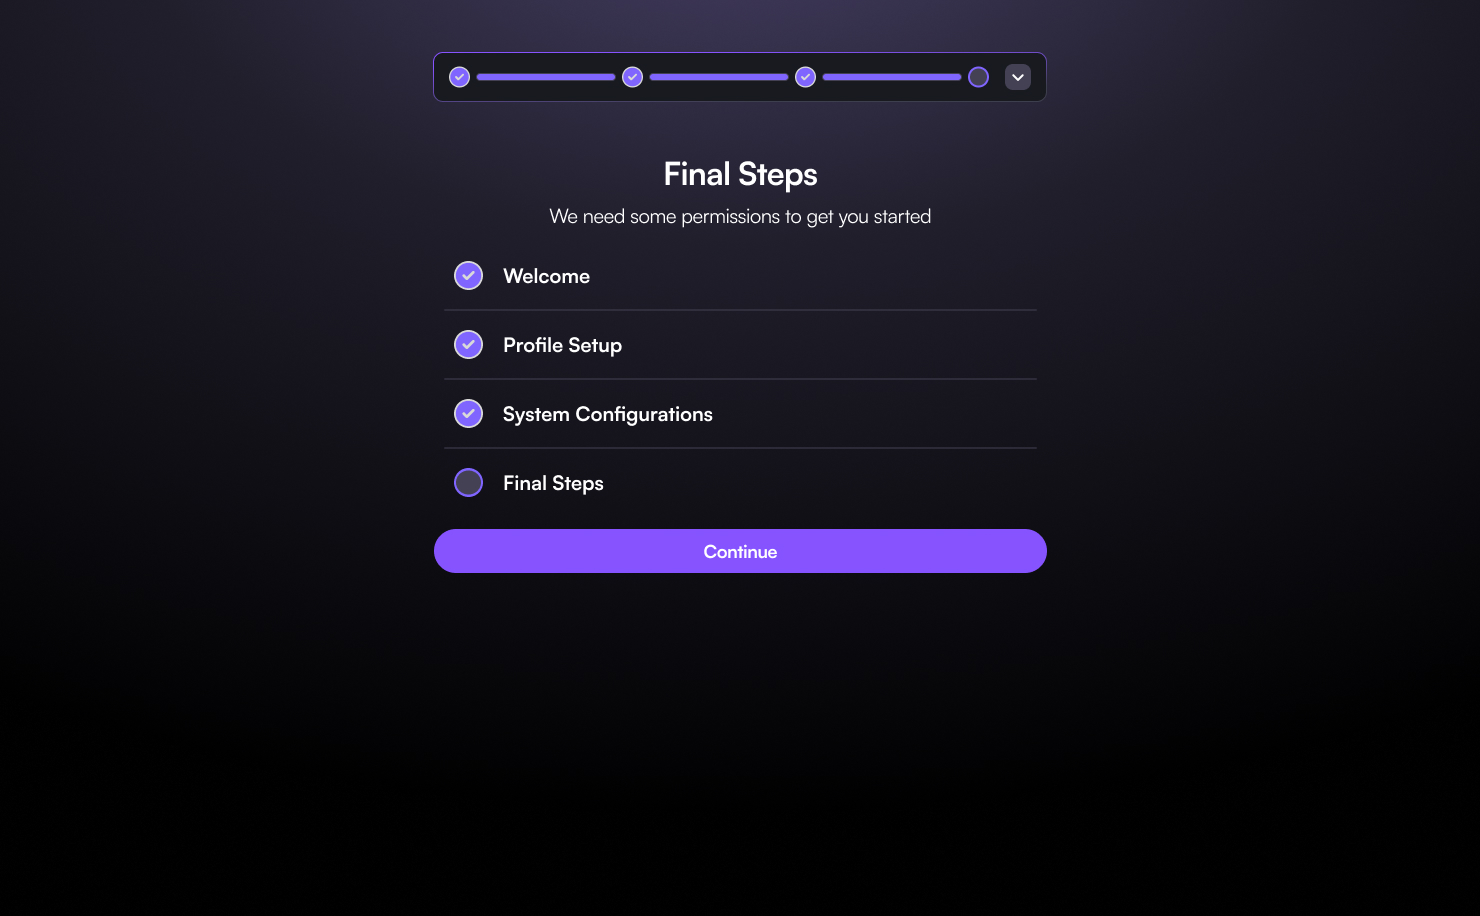 Final Steps
We need some permissions to get you started
Welcome
Profile Setup
System Configurations
Final Steps
Continue